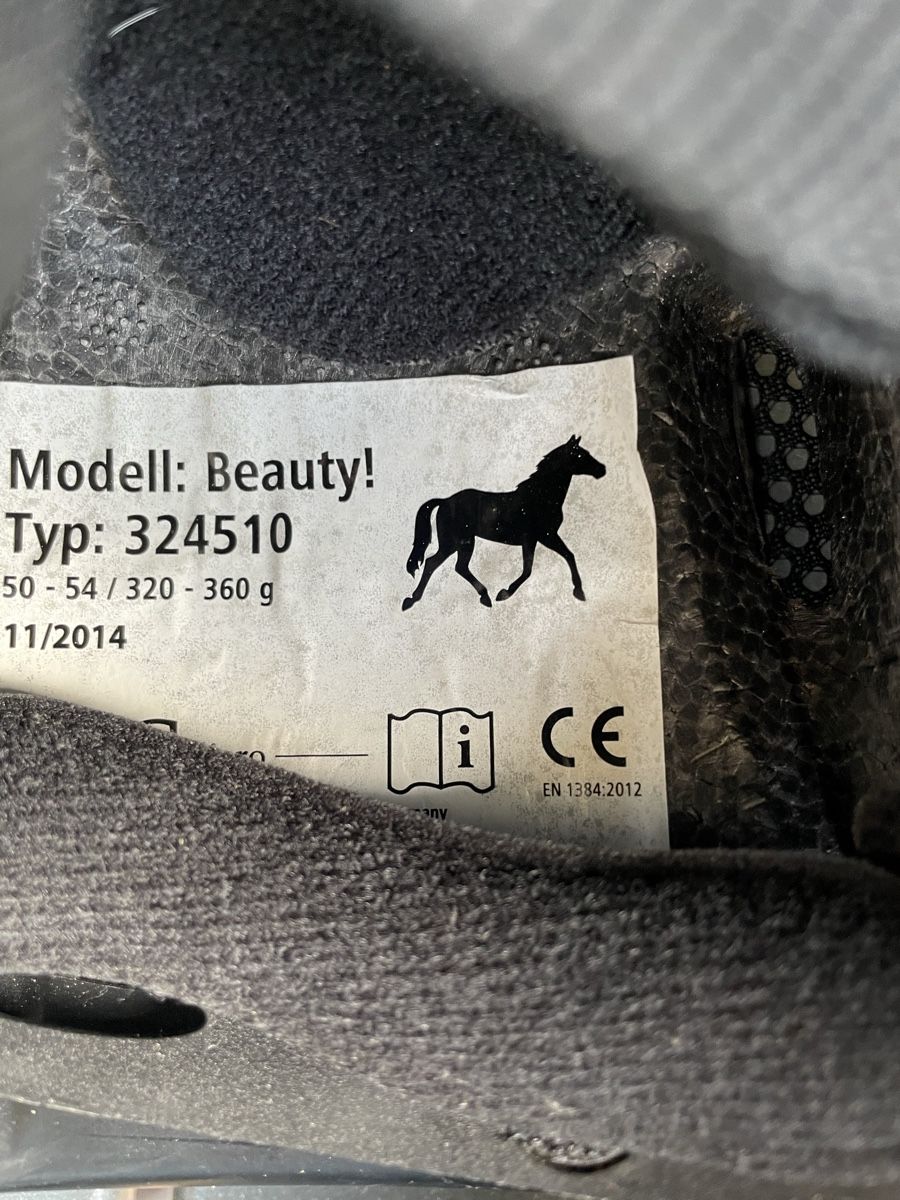 Modell: Beauty!
Typ: 324510
50 - 54 / 320 - 360 g
11/2014
i
CE
EN 1384:2012